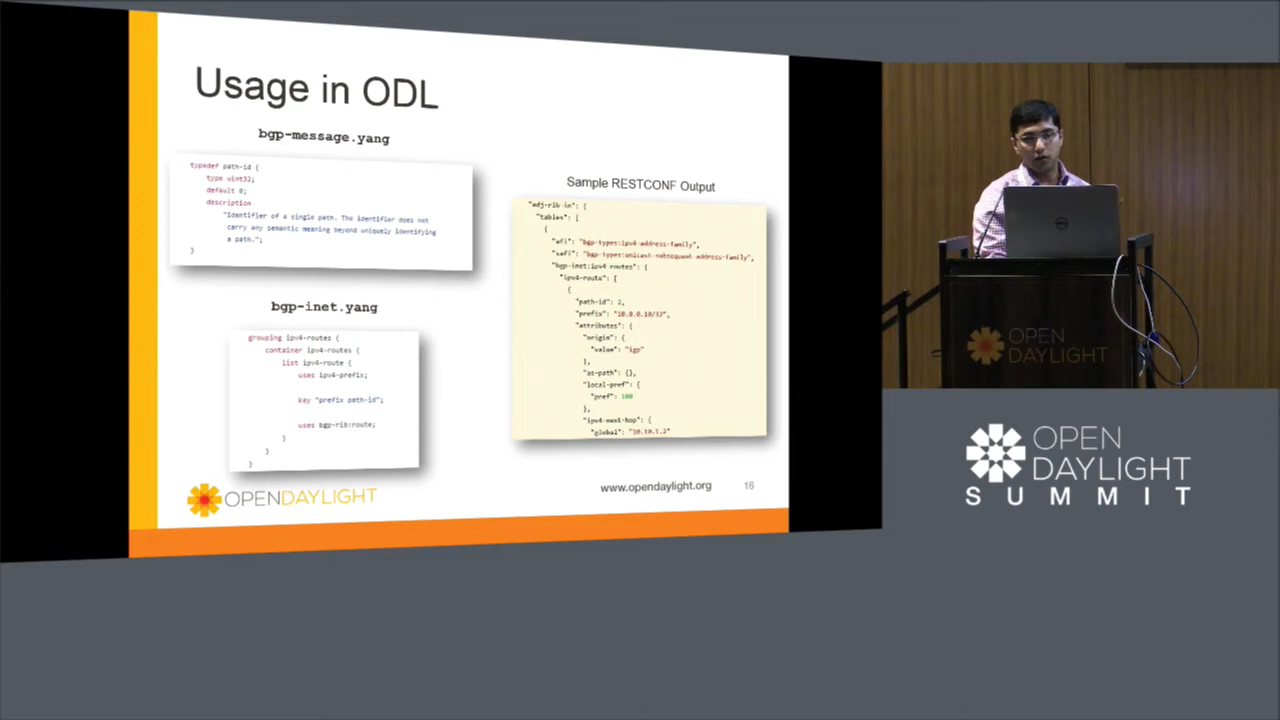 Usage in ODL
bgp-message.yang
typedef path-id {
type uint32;
default 0;
description
"Identifier of a single path. The identifier does not
carry any semantic meaning beyond uniquely identifying
a path.";
}
bgp-inet.yang
grouping ipv4-routes {
container ipv4-routes {
list ipv4-route {
uses ipv4-prefix;
key "prefix path-id";
uses bgp-rib:route;
}
}
}
Sample RESTCONF Output
"adj-rib-in": {
"tables": [
{
"afi": "bgp-types:ipv4-address-family",
"safi": "bgp-types:unicast-subsequent-address-family",
"bgp-inet:ipv4-routes": {
"ipv4-route": [
{
"path-id": 2,
"prefix": "10.0.0.10/32",
"attributes": {
"origin": {
"value": "igp"
},
"as-path": {},
"local-pref": {
"pref": 100
},
"ipv4-next-hop": {
"global": "10.10.1.2"
OPENDAYLIGHT
www.opendaylight.org
16
OPEN
DAYLIGHT
DELL
OPEN
DAYLIGHT
SUMMIT